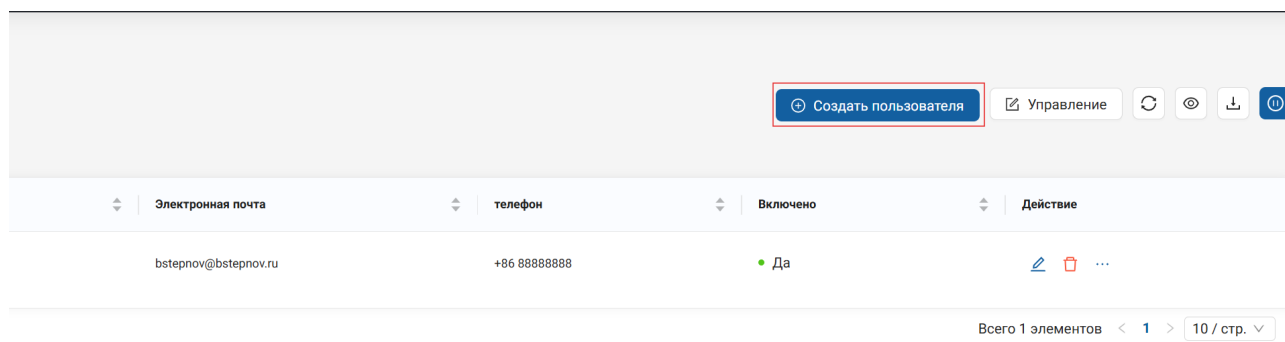 Создать пользователя Управление
Электронная почта телефон Включено Действие
bstepnov@bstepnov.ru +86 88888888 Да
Всего 1 элементов < 1 > 10 / стр.